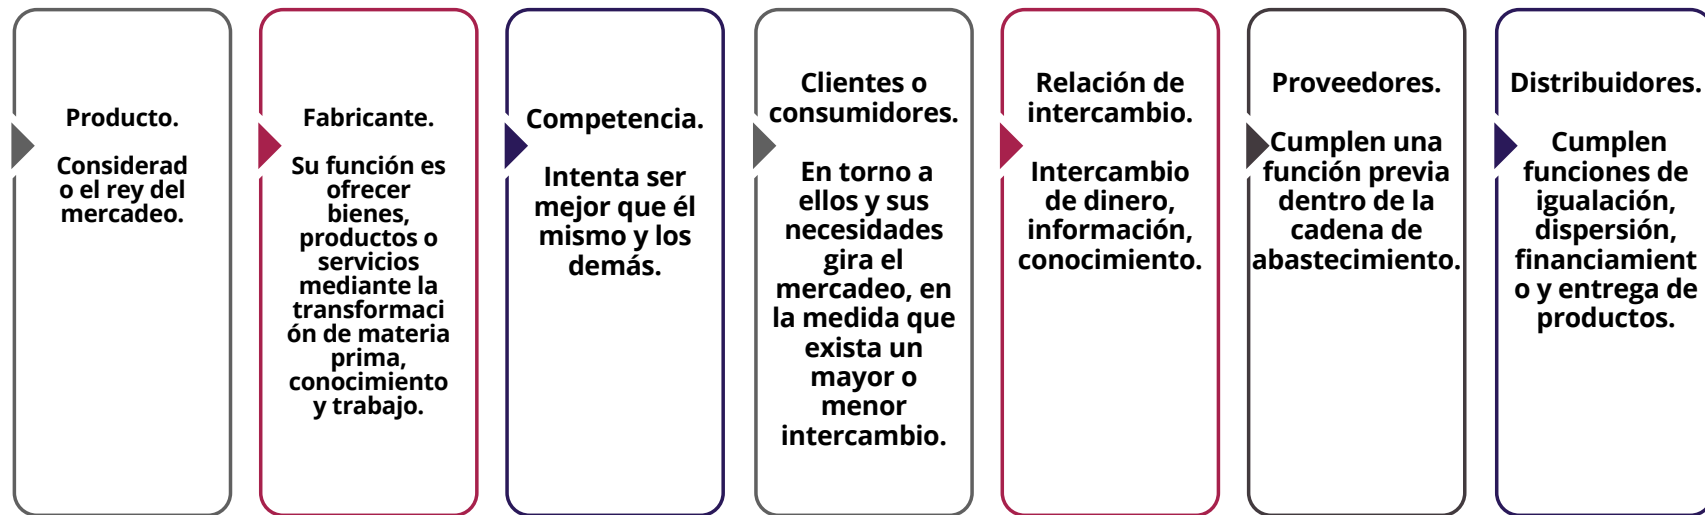 Producto.
Considerad
o el rey del
mercadeo.
Fabricante.
Su función es
ofrecer
bienes,
productos o
servicios
mediante la
transformaci
ón de materia
prima,
conocimiento
y trabajo.
Competencia.
Intenta ser
mejor que él
mismo y los
demás.
Clientes o
consumidores.
En torno a
ellos y sus
necesidades
gira el
mercadeo, en
la medida que
exista un
mayor o
menor
intercambio.
Relación de
intercambio.
Intercambio
de dinero,
información,
conocimiento.
Proveedores.
Cumplen una
función previa
dentro de la
cadena de
abastecimiento.
Distribuidores.
Cumplen
funciones de
igualación,
dispersión,
financiamient
o y entrega de
productos.